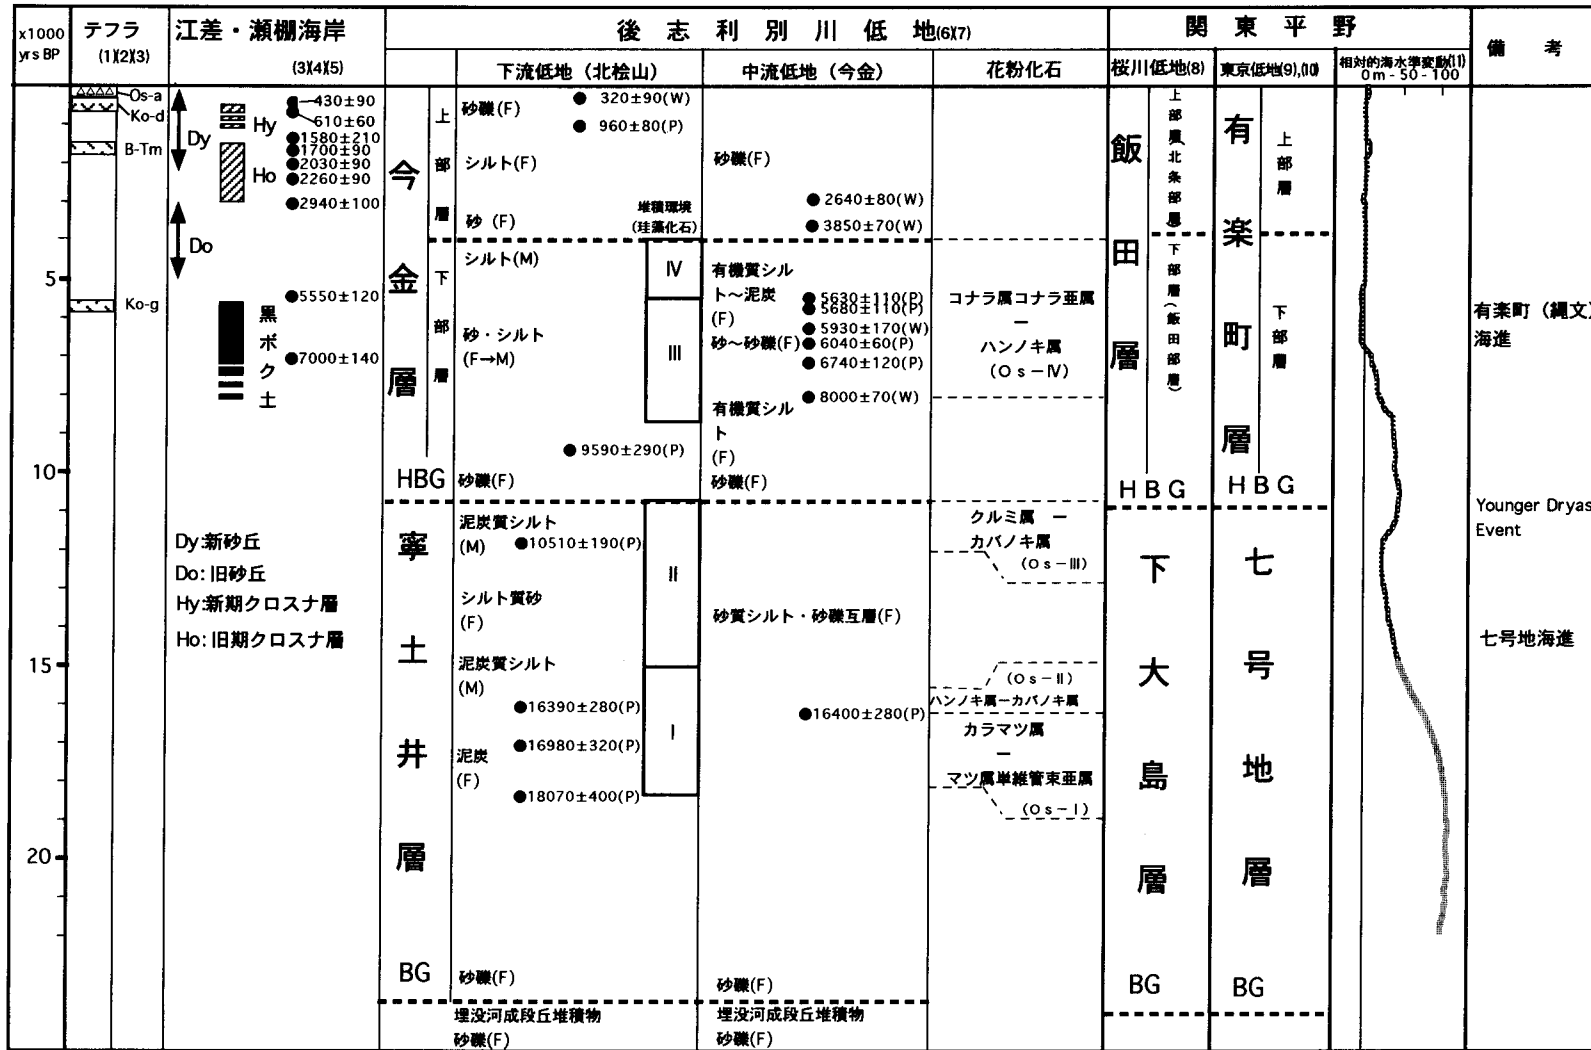 x1000
yrs BP
テフラ
(1)(2)(3)
江差・瀬棚海岸
(3)(4)(5)
後志利別川低地(6)(7)
下流低地（北桧山）
中流低地（今金）
花粉化石
関東平野
桜川低地(8)
東京低地(9),(10)
相対的海水準変動(11)
0 m - 50 - 100
備考
5
10
15
20
Os-a
Ko-d
B-Tm
Ko-g
Dy
Do
Hy
Ho
430±90
610±60
1580±210
1700±90
2030±90
2260±90
2940±100
5550±120
7000±140
黒ボク土
Dy:新砂丘
Do:旧砂丘
Hy:新期クロスナ層
Ho:旧期クロスナ層
今金層
上部層
下部層
HBG
寧土井層
BG
砂礫(F)
320±90(W)
960±80(P)
シルト(F)
砂 (F)
堆積環境
(珪藻化石)
シルト(M)
砂・シルト
(F→M)
9590±290(P)
砂礫(F)
IV
III
II
I
泥炭質シルト
(M)
10510±190(P)
シルト質砂
(F)
泥炭質シルト
(M)
16390±280(P)
16980±320(P)
泥炭
(F)
18070±400(P)
砂礫(F)
埋没河成段丘堆積物
砂礫(F)
砂礫(F)
2640±80(W)
3850±70(W)
有機質シル
ト～泥炭
(F)
5630±110(P)
5680±110(P)
5930±170(W)
砂～砂礫(F)
6040±60(P)
6740±120(P)
8000±70(W)
有機質シル
ト
(F)
砂礫(F)
砂質シルト・砂礫互層(F)
16400±280(P)
砂礫(F)
埋没河成段丘堆積物
砂礫(F)
コナラ属コナラ亜属
ー
ハンノキ属
(Os-IV)
クルミ属 ー
カバノキ属
(Os-III)
(Os-II)
ハンノキ属ーカバノキ属
カラマツ属
ー
マツ属単維管束亜属
(Os-I)
飯田層
上部層(北条部層)
下部層(飯田部層)
HBG
下大島層
BG
有楽町層
上部層
下部層
HBG
七号地層
BG
有楽町（縄文）
海進
Younger Dryas
Event
七号地海進